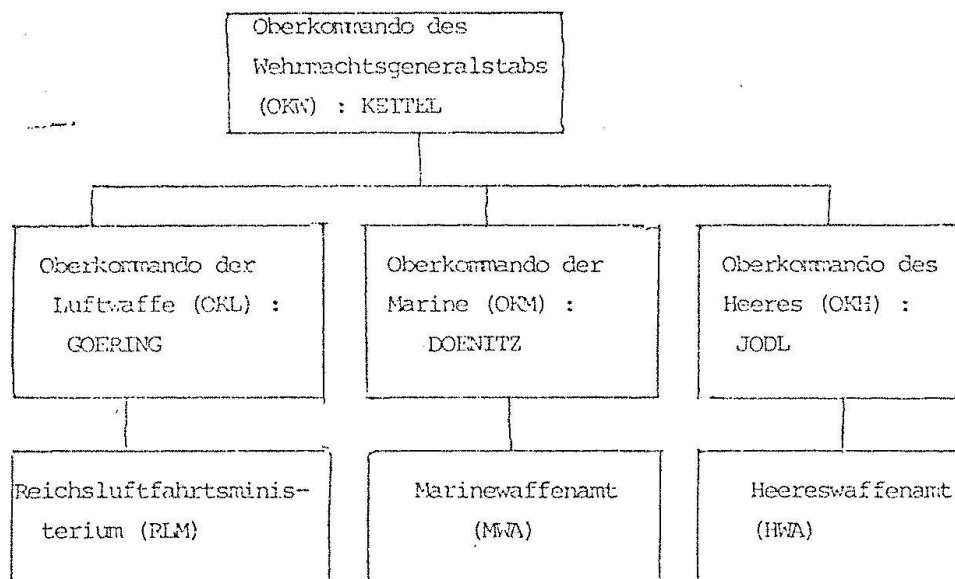 Oberkommando des
Wehrmachtsgeneralstabs
(OKW) : KEITEL
Oberkommando der
Luftwaffe (OKL) :
GOERING
Oberkommando der
Marine (OKM) :
DOENITZ
Oberkommando des
Heeres (OKH) :
JODL
Reichsluftfahrtsminis-
terium (RLM)
Marinewaffenamt
(MWA)
Heereswaffenamt
(HWA)